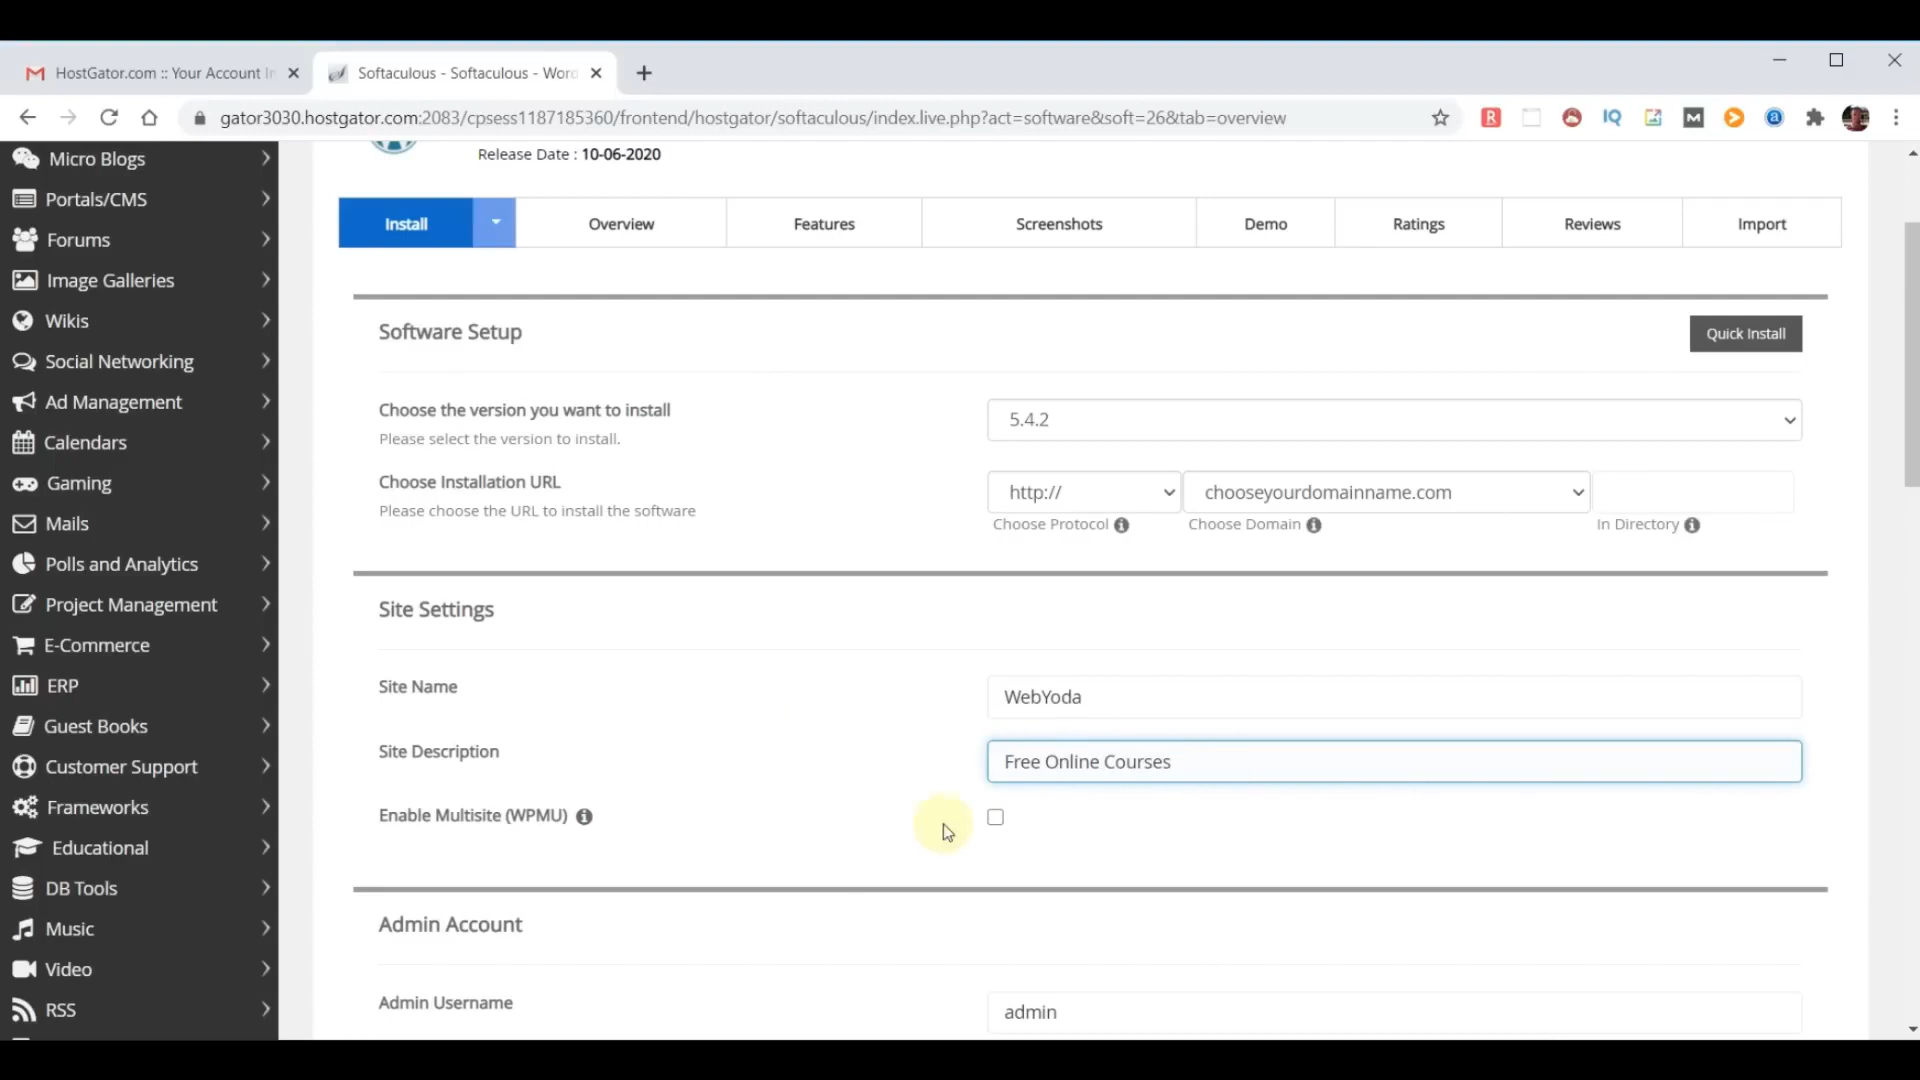 HostGator.com :: Your Account In
Softaculous - Softaculous - Word
gator3030.hostgator.com:2083/cpsess1187185360/frontend/hostgator/softaculous/index.live.php?act=software&soft=26&tab=overview
Micro Blogs
Portals/CMS
Forums
Image Galleries
Wikis
Social Networking
Ad Management
Calendars
Gaming
Mails
Polls and Analytics
Project Management
E-Commerce
ERP
Guest Books
Customer Support
Frameworks
Educational
DB Tools
Music
Video
RSS
Release Date : 10-06-2020
Install Overview Features Screenshots Demo Ratings Reviews Import
Software Setup Quick Install
Choose the version you want to install 5.4.2
Please select the version to install.
Choose Installation URL http:// chooseyourdomainname.com
Please choose the URL to install the software
Choose Protocol Choose Domain In Directory
Site Settings
Site Name WebYoda
Site Description Free Online Courses
Enable Multisite (WPMU)
Admin Account
Admin Username admin